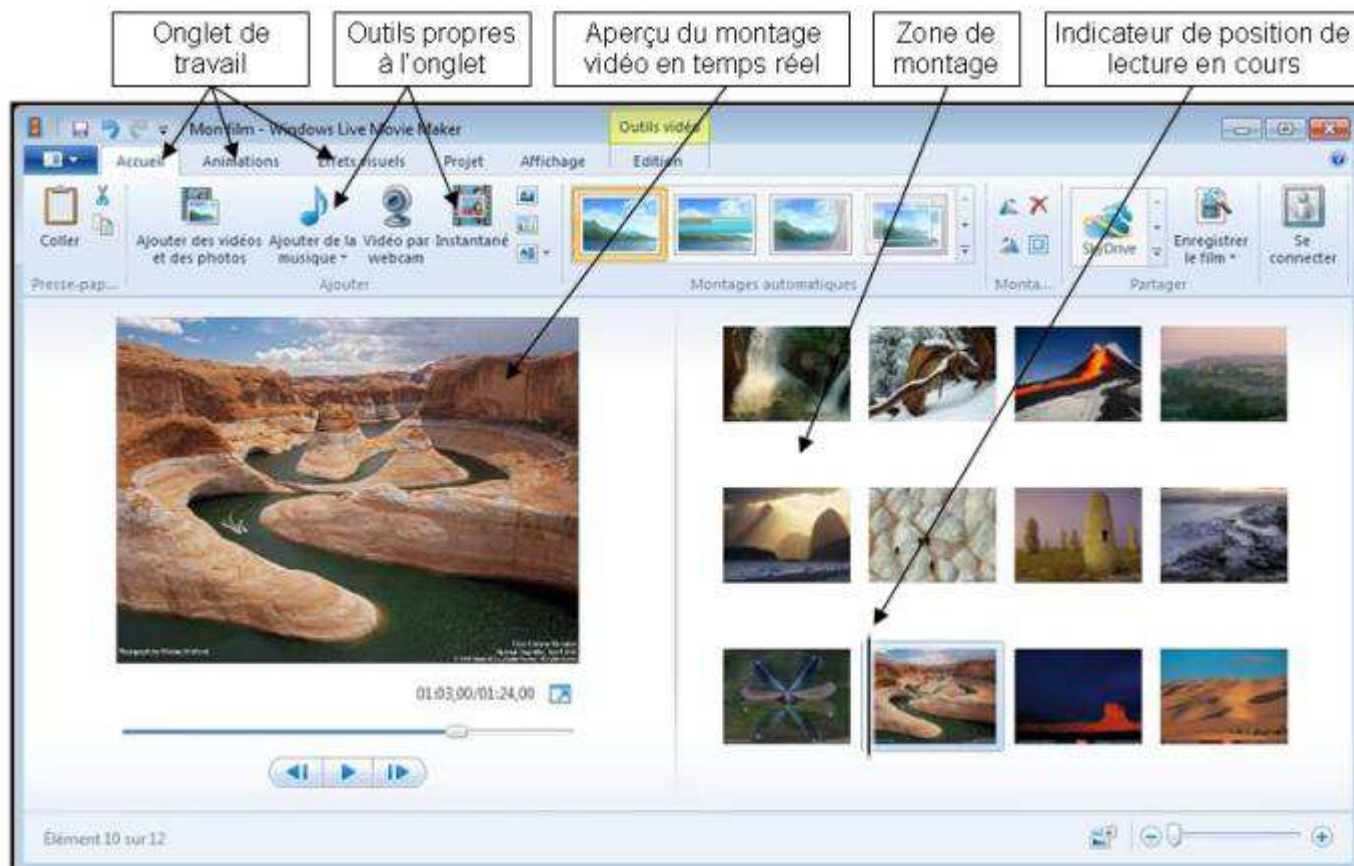 Onglet de
travail
Outils propres
à l'onglet
Aperçu du montage
vidéo en temps réel
Zone de
montage
Indicateur de position de
lecture en cours
Mon film - Windows Live Movie Maker
Outils vidéo
Accueil
Animations
Effets visuels
Projet
Affichage
Edition
Coller
Ajouter des vidéos
et des photos
Ajouter de la
musique
Vidéo par
webcam
Instantané
SkyDrive
Enregistrer
le film
Se
connecter
Presse-pap...
Ajouter
Montages automatiques
Monta...
Partager
01:03,00/01:24,00
Élément 10 sur 12